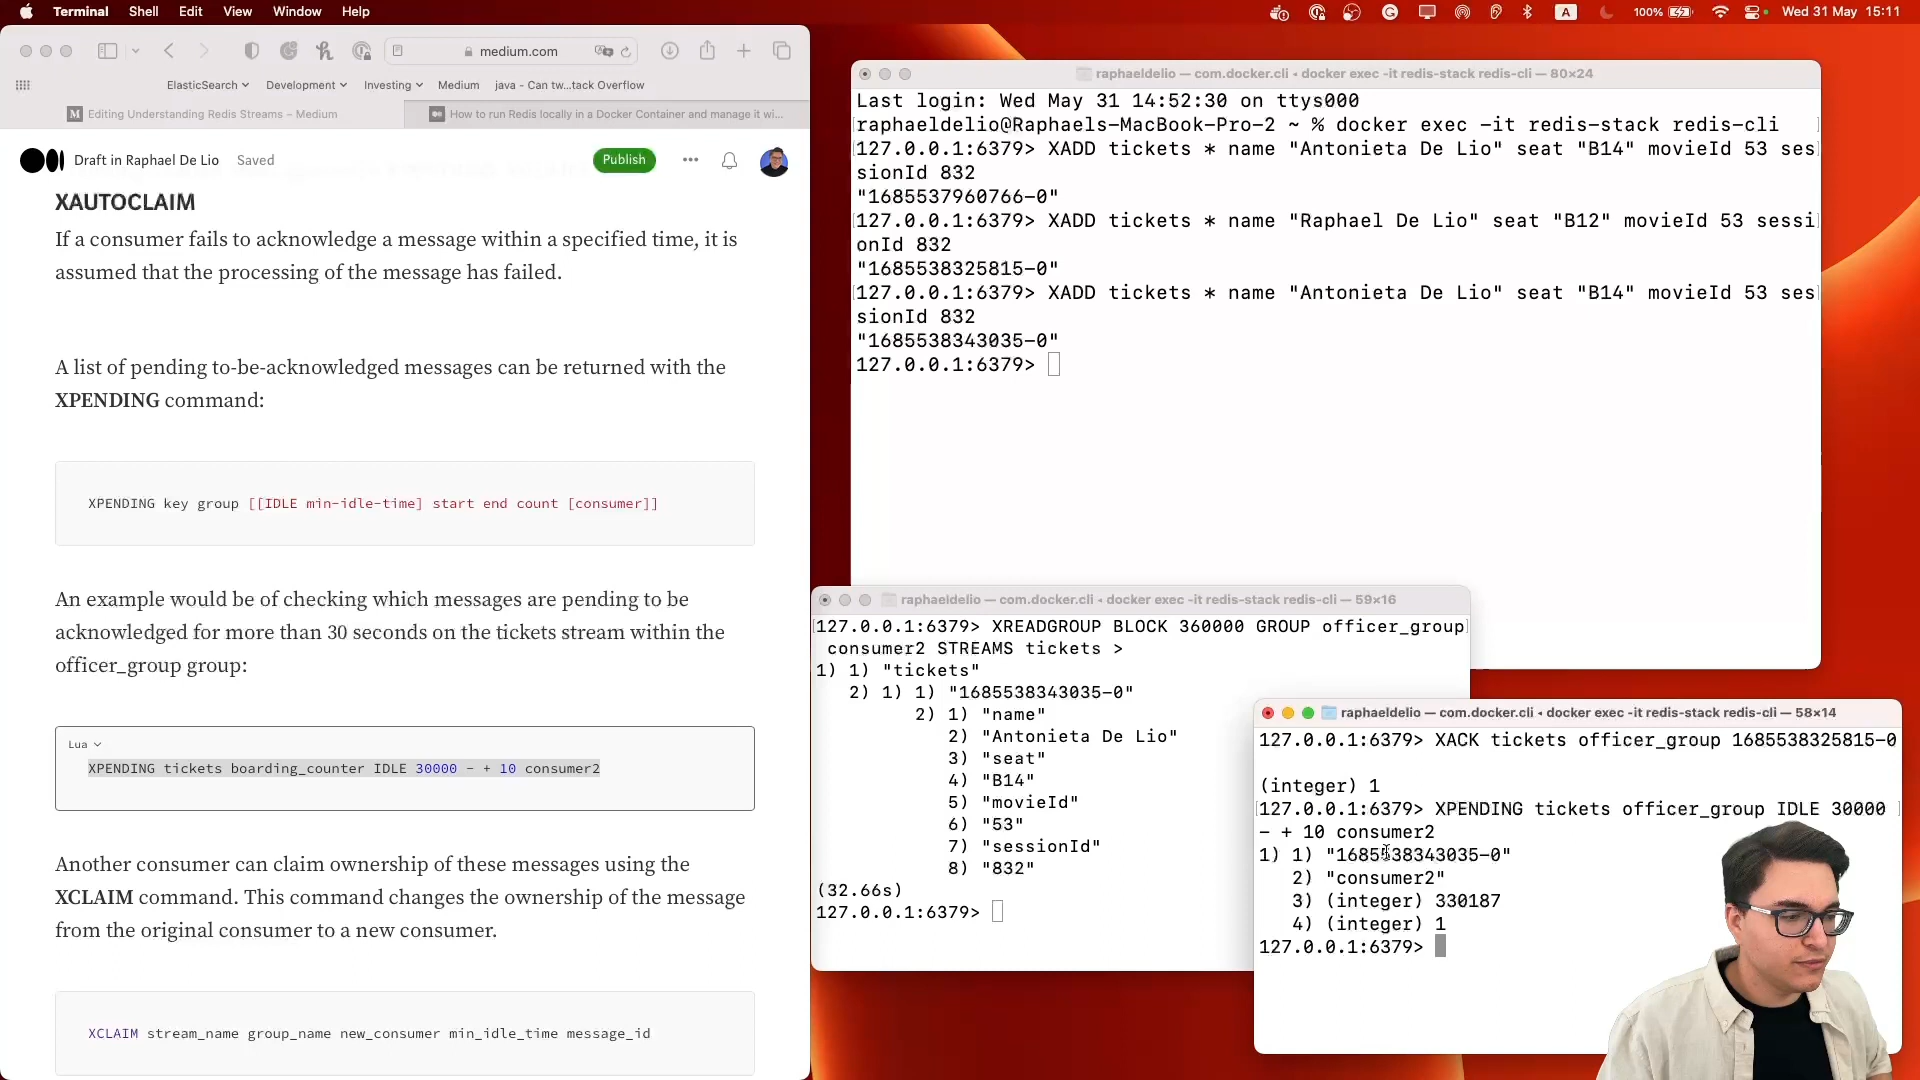 Terminal Shell Edit View Window Help
A 100% Wed 31 May 15:11
medium.com
ElasticSearch Development Investing Medium java - Can tw...tack Overflow
Editing Understanding Redis Streams – Medium
How to run Redis locally in a Docker Container and manage it wi...
Draft in Raphael De Lio Saved Publish
XAUTOCLAIM
If a consumer fails to acknowledge a message within a specified time, it is
assumed that the processing of the message has failed.
A list of pending to-be-acknowledged messages can be returned with the
XPENDING command:
XPENDING key group [[IDLE min-idle-time] start end count [consumer]]
An example would be of checking which messages are pending to be
acknowledged for more than 30 seconds on the tickets stream within the
officer_group group:
Lua
XPENDING tickets boarding_counter IDLE 30000 - + 10 consumer2
Another consumer can claim ownership of these messages using the
XCLAIM command. This command changes the ownership of the message
from the original consumer to a new consumer.
XCLAIM stream_name group_name new_consumer min_idle_time message_id
raphaeldelio — com.docker.cli ◂ docker exec -it redis-stack redis-cli — 80×24
Last login: Wed May 31 14:52:30 on ttys000
raphaeldelio@Raphaels-MacBook-Pro-2 ~ % docker exec -it redis-stack redis-cli
127.0.0.1:6379> XADD tickets * name "Antonieta De Lio" seat "B14" movieId 53 ses
sionId 832
"1685537960766-0"
127.0.0.1:6379> XADD tickets * name "Raphael De Lio" seat "B12" movieId 53 sessi
onId 832
"1685538325815-0"
127.0.0.1:6379> XADD tickets * name "Antonieta De Lio" seat "B14" movieId 53 ses
sionId 832
"1685538343035-0"
127.0.0.1:6379>
raphaeldelio — com.docker.cli ◂ docker exec -it redis-stack redis-cli — 59×16
127.0.0.1:6379> XREADGROUP BLOCK 360000 GROUP officer_group
consumer2 STREAMS tickets >
1) 1) "tickets"
2) 1) 1) "1685538343035-0"
2) 1) "name"
2) "Antonieta De Lio"
3) "seat"
4) "B14"
5) "movieId"
6) "53"
7) "sessionId"
8) "832"
(32.66s)
127.0.0.1:6379>
raphaeldelio — com.docker.cli ◂ docker exec -it redis-stack redis-cli — 58×14
127.0.0.1:6379> XACK tickets officer_group 1685538325815-0
(integer) 1
127.0.0.1:6379> XPENDING tickets officer_group IDLE 30000
- + 10 consumer2
1) 1) "1685538343035-0"
2) "consumer2"
3) (integer) 330187
4) (integer) 1
127.0.0.1:6379>